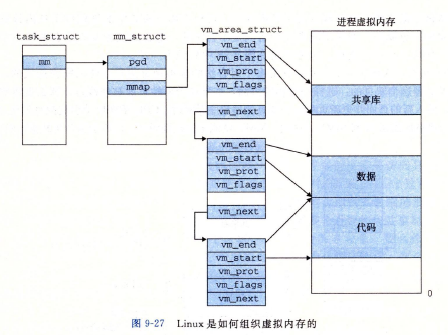 task_struct
mm
mm_struct
pgd
mmap
vm_area_struct
vm_end
vm_start
vm_prot
vm_flags
vm_next
vm_end
vm_start
vm_prot
vm_flags
vm_next
vm_end
vm_start
vm_prot
vm_flags
vm_next
进程虚拟内存
共享库
数据
代码
0
图 9-27 Linux 是如何组织虚拟内存的